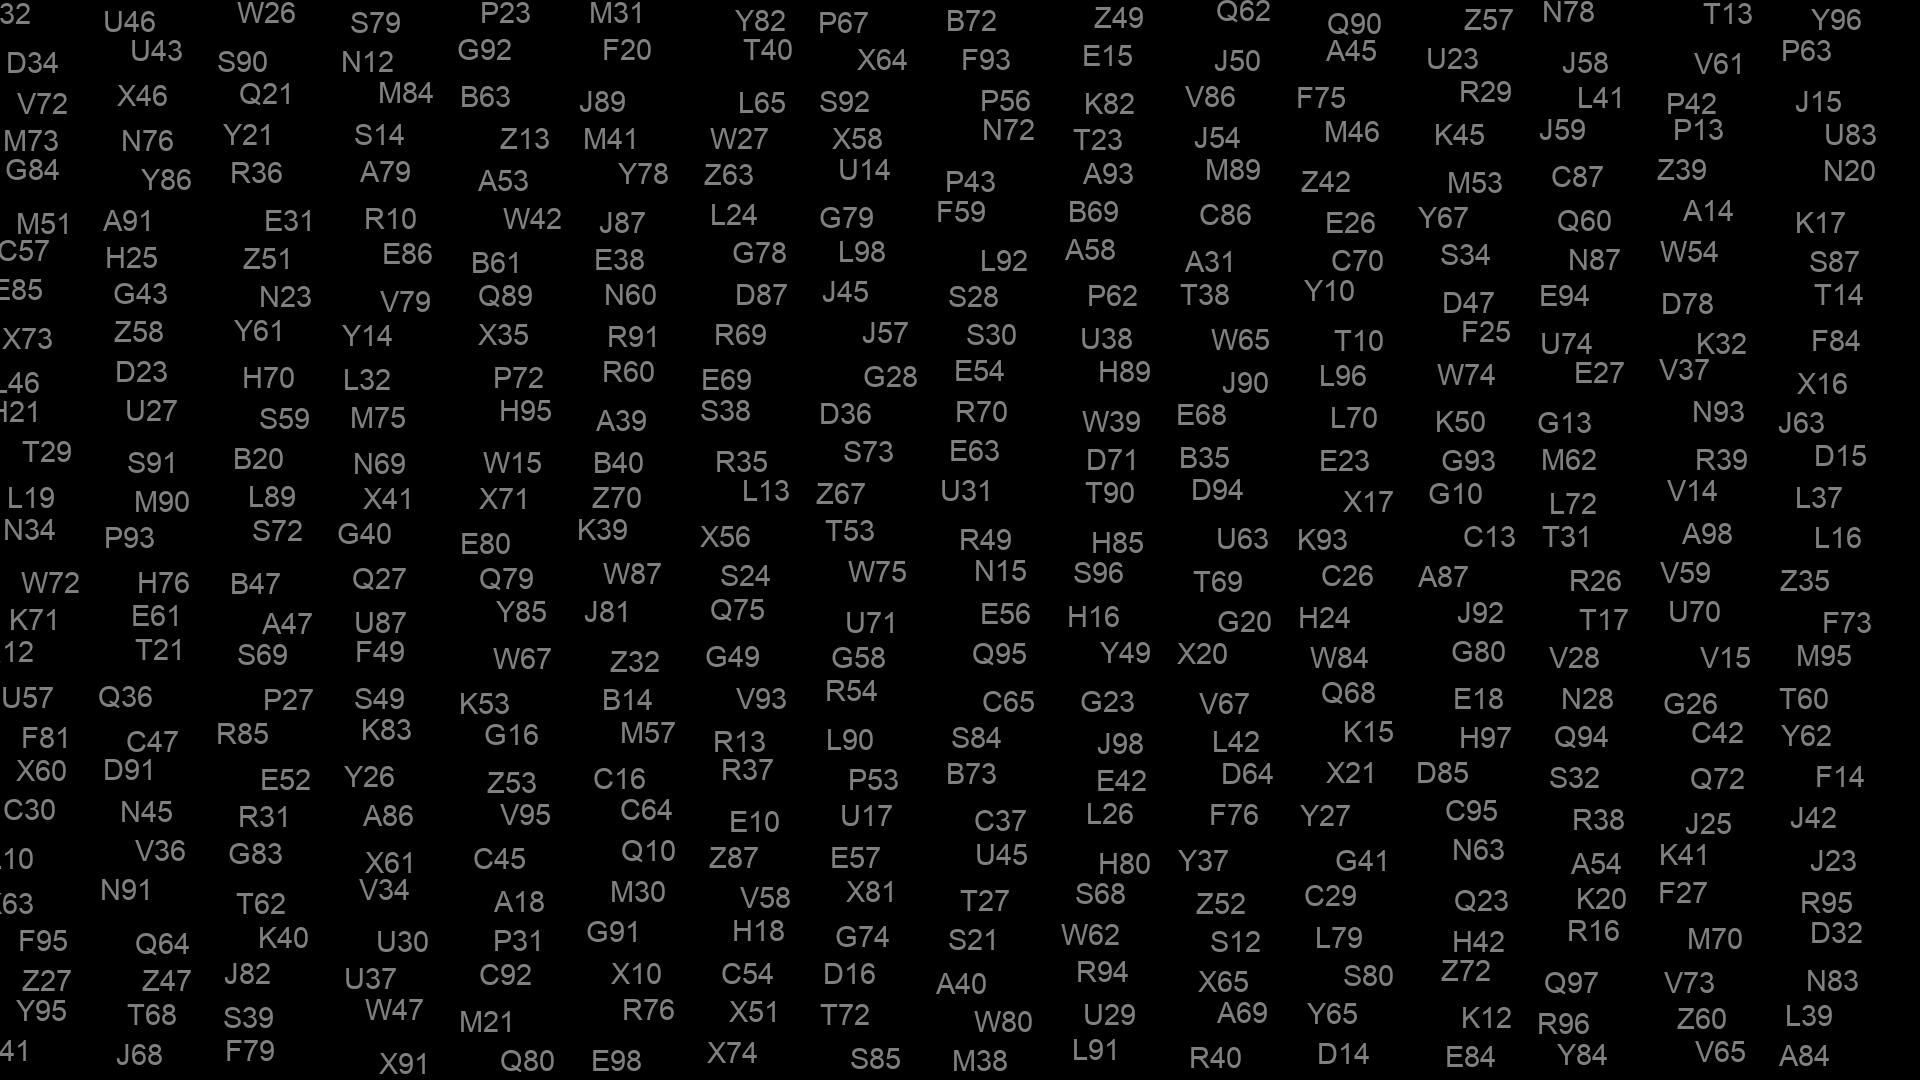 32 U46 W26 S79 P23 M31 Y82 P67 B72 Z49 Q62 Q90 Z57 N78 T13 Y96
D34 U43 S90 N12 G92 F20 T40 X64 F93 E15 J50 A45 U23 J58 V61 P63
V72 X46 Q21 M84 B63 J89 L65 S92 P56 K82 V86 F75 R29 L41 P42 J15
M73 N76 Y21 S14 Z13 M41 W27 X58 N72 T23 J54 M46 K45 J59 P13 U83
G84 Y86 R36 A79 A53 Y78 Z63 U14 P43 A93 M89 Z42 M53 C87 Z39 N20
M51 A91 E31 R10 W42 J87 L24 G79 F59 B69 C86 E26 Y67 Q60 A14 K17
C57 H25 Z51 E86 B61 E38 G78 L98 L92 A58 A31 C70 S34 N87 W54 S87
E85 G43 N23 V79 Q89 N60 D87 J45 S28 P62 T38 Y10 D47 E94 D78 T14
X73 Z58 Y61 Y14 X35 R91 R69 J57 S30 U38 W65 T10 F25 U74 K32 F84
L46 D23 H70 L32 P72 R60 E69 G28 E54 H89 J90 L96 W74 E27 V37 X16
H21 U27 S59 M75 H95 A39 S38 D36 R70 W39 E68 L70 K50 G13 N93 J63
T29 S91 B20 N69 W15 B40 R35 S73 E63 D71 B35 E23 G93 M62 R39 D15
L19 M90 L89 X41 X71 Z70 L13 Z67 U31 T90 D94 X17 G10 L72 V14 L37
N34 P93 S72 G40 E80 K39 X56 T53 R49 H85 U63 K93 C13 T31 A98 L16
W72 H76 B47 Q27 Q79 W87 S24 W75 N15 S96 T69 C26 A87 R26 V59 Z35
K71 E61 A47 U87 Y85 J81 Q75 U71 E56 H16 G20 H24 J92 T17 U70 F73
12 T21 S69 F49 W67 Z32 G49 G58 Q95 Y49 X20 W84 G80 V28 V15 M95
U57 Q36 P27 S49 K53 B14 V93 R54 C65 G23 V67 Q68 E18 N28 G26 T60
F81 C47 R85 K83 G16 M57 R13 L90 S84 J98 L42 K15 H97 Q94 C42 Y62
X60 D91 E52 Y26 Z53 C16 R37 P53 B73 E42 D64 X21 D85 S32 Q72 F14
C30 N45 R31 A86 V95 C64 E10 U17 C37 L26 F76 Y27 C95 R38 J25 J42
10 V36 G83 X61 C45 Q10 Z87 E57 U45 H80 Y37 G41 N63 A54 K41 J23
63 N91 T62 V34 A18 M30 V58 X81 T27 S68 Z52 C29 Q23 K20 F27 R95
F95 Q64 K40 U30 P31 G91 H18 G74 S21 W62 S12 L79 H42 R16 M70 D32
Z27 Z47 J82 U37 C92 X10 C54 D16 A40 R94 X65 S80 Z72 Q97 V73 N83
Y95 T68 S39 W47 M21 R76 X51 T72 W80 U29 A69 Y65 K12 R96 Z60 L39
41 J68 F79 X91 Q80 E98 X74 S85 M38 L91 R40 D14 E84 Y84 V65 A84